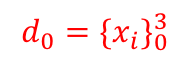 $d_0 = \{x_i\}_0^3$